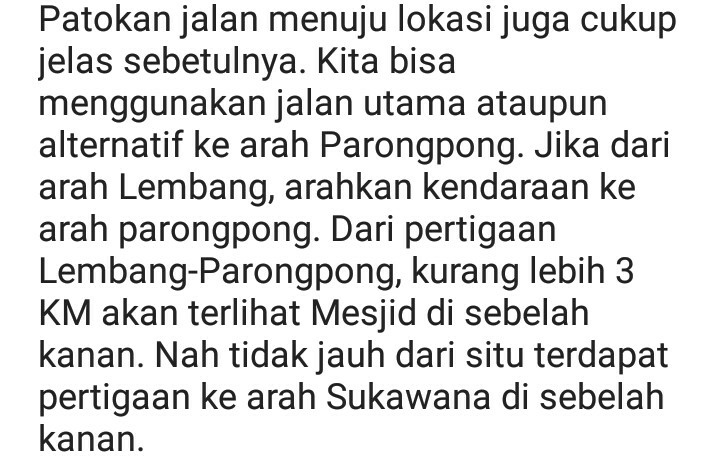 Patokan jalan menuju lokasi juga cukup
jelas sebetulnya. Kita bisa
menggunakan jalan utama ataupun
alternatif ke arah Parongpong. Jika dari
arah Lembang, arahkan kendaraan ke
arah parongpong. Dari pertigaan
Lembang-Parongpong, kurang lebih 3
KM akan terlihat Mesjid di sebelah
kanan. Nah tidak jauh dari situ terdapat
pertigaan ke arah Sukawana di sebelah
kanan.